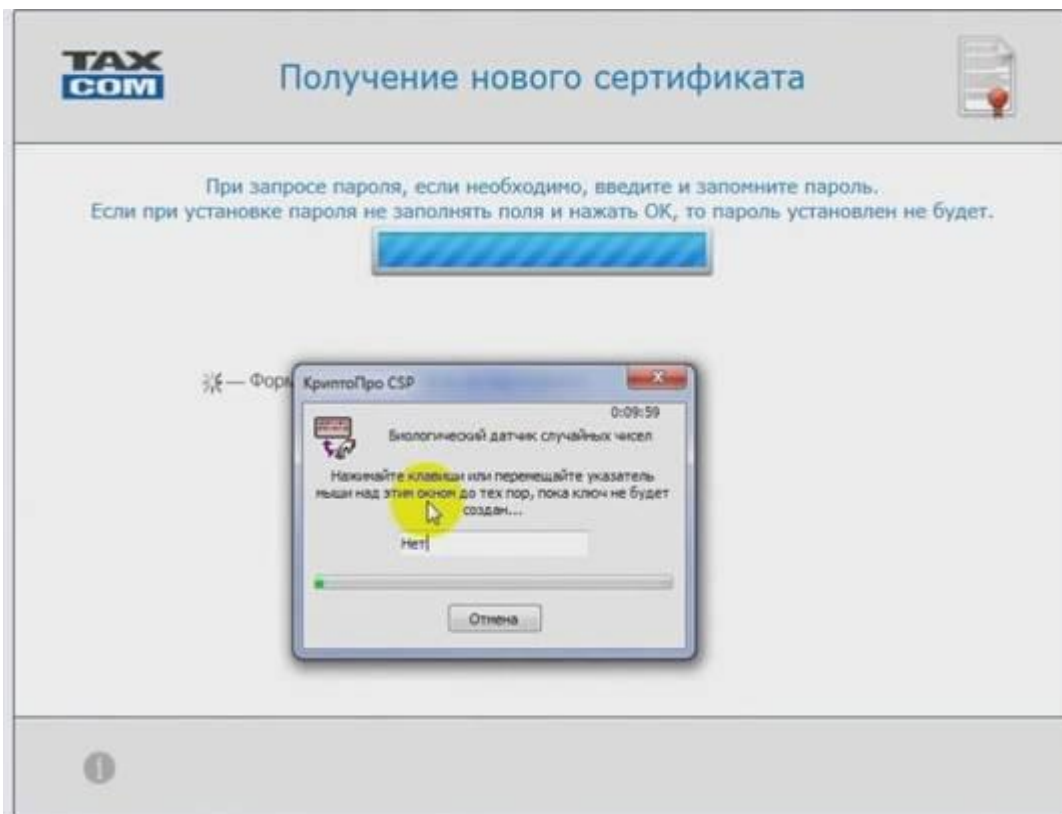 TAXCOM
Получение нового сертификата
При запросе пароля, если необходимо, введите и запомните пароль.
Если при установке пароля не заполнять поля и нажать ОК, то пароль установлен не будет.
— Форм
КриптоПро CSP
0:09:59
Биологический датчик случайных чисел
Нажимайте клавиши или перемещайте указатель
мыши над этим окном до тех пор, пока ключ не будет
создан...
Нет
Отмена